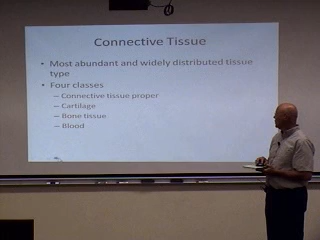 Connective Tissue
• Most abundant and widely distributed tissue
type
• Four classes
– Connective tissue proper
– Cartilage
– Bone tissue
– Blood